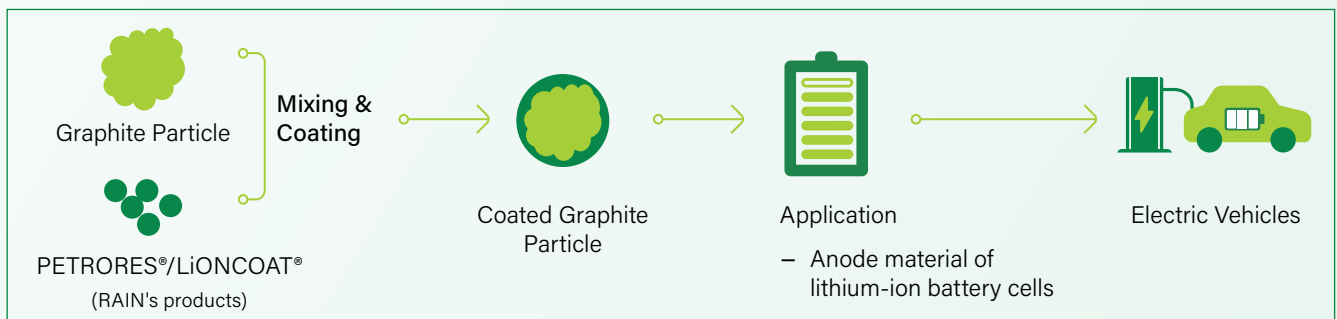 Graphite Particle
PETRORES®/LiONCOAT®
(RAIN's products)
Mixing &
Coating
Coated Graphite
Particle
Application
– Anode material of
lithium-ion battery cells
Electric Vehicles